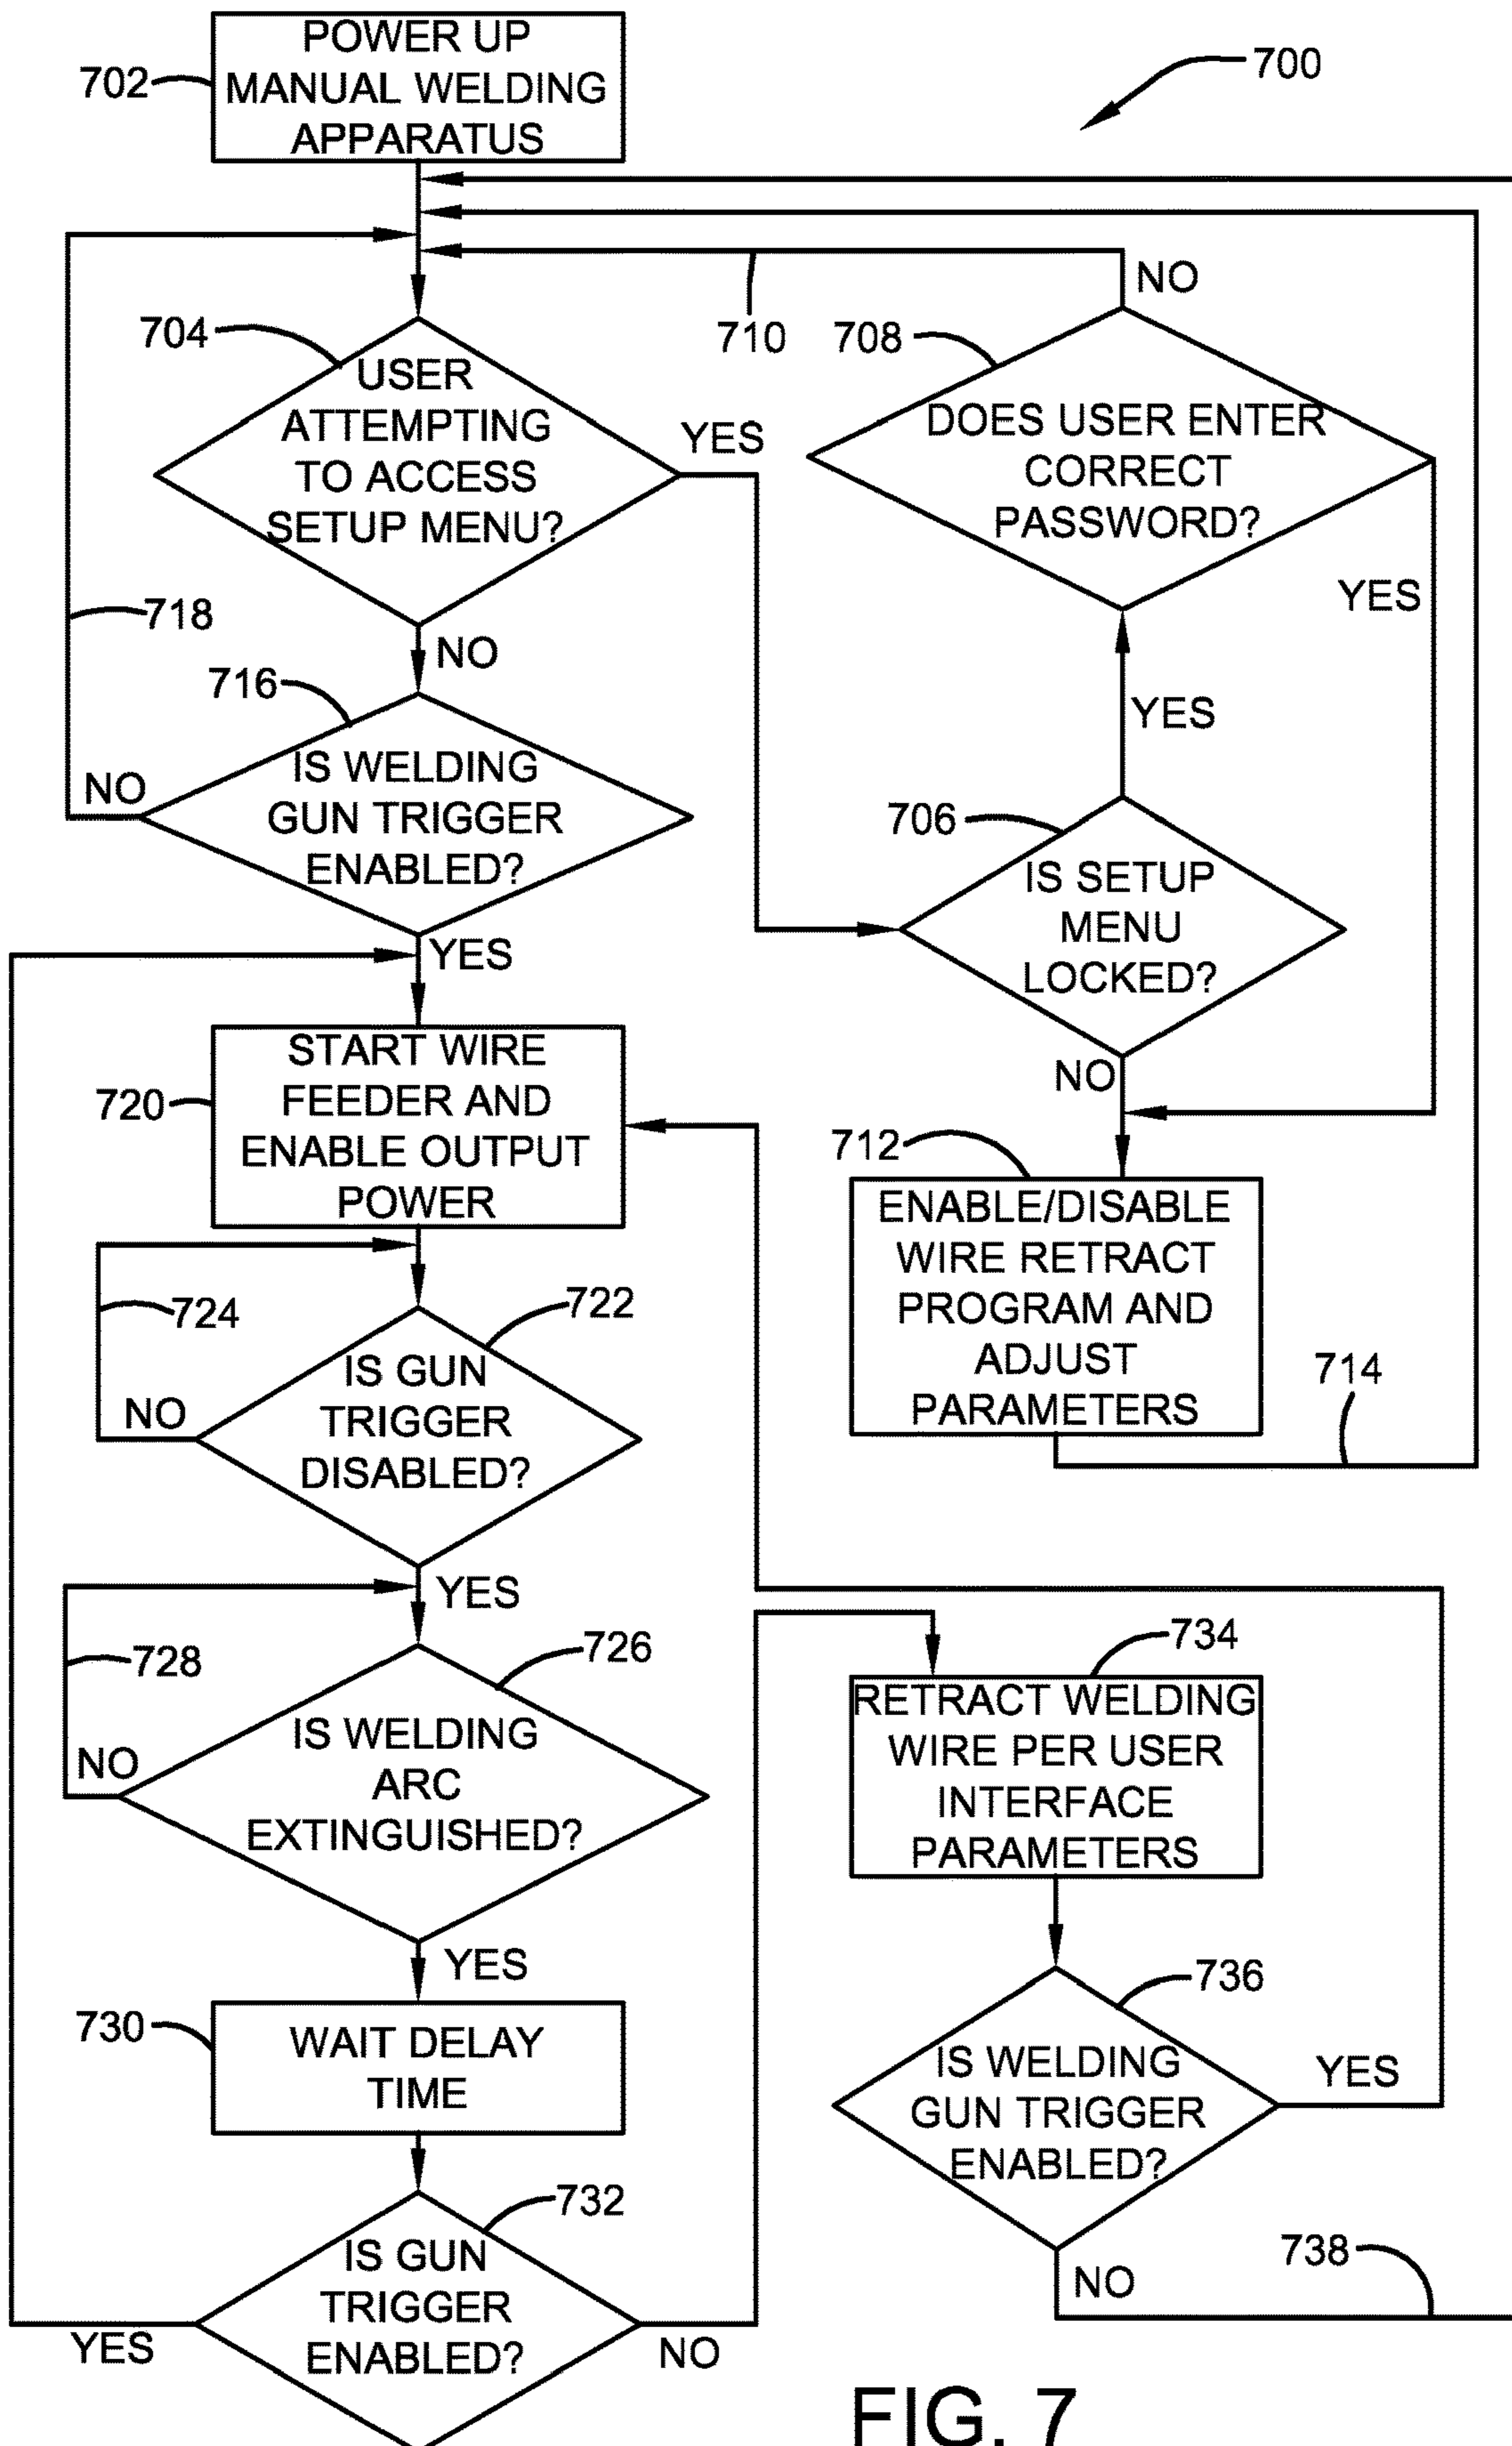 POWER UP
MANUAL WELDING
APPARATUS
702
700
704
USER
ATTEMPTING
TO ACCESS
SETUP MENU?
YES
NO
710
708
DOES USER ENTER
CORRECT
PASSWORD?
NO
YES
718
716
IS WELDING
GUN TRIGGER
ENABLED?
NO
YES
YES
706
IS SETUP
MENU
LOCKED?
NO
720
START WIRE
FEEDER AND
ENABLE OUTPUT
POWER
712
ENABLE/DISABLE
WIRE RETRACT
PROGRAM AND
ADJUST
PARAMETERS
714
724
722
IS GUN
TRIGGER
DISABLED?
NO
YES
728
726
IS WELDING
ARC
EXTINGUISHED?
NO
YES
734
RETRACT WELDING
WIRE PER USER
INTERFACE
PARAMETERS
730
WAIT DELAY
TIME
736
IS WELDING
GUN TRIGGER
ENABLED?
YES
NO
738
732
IS GUN
TRIGGER
ENABLED?
YES
NO
FIG. 7